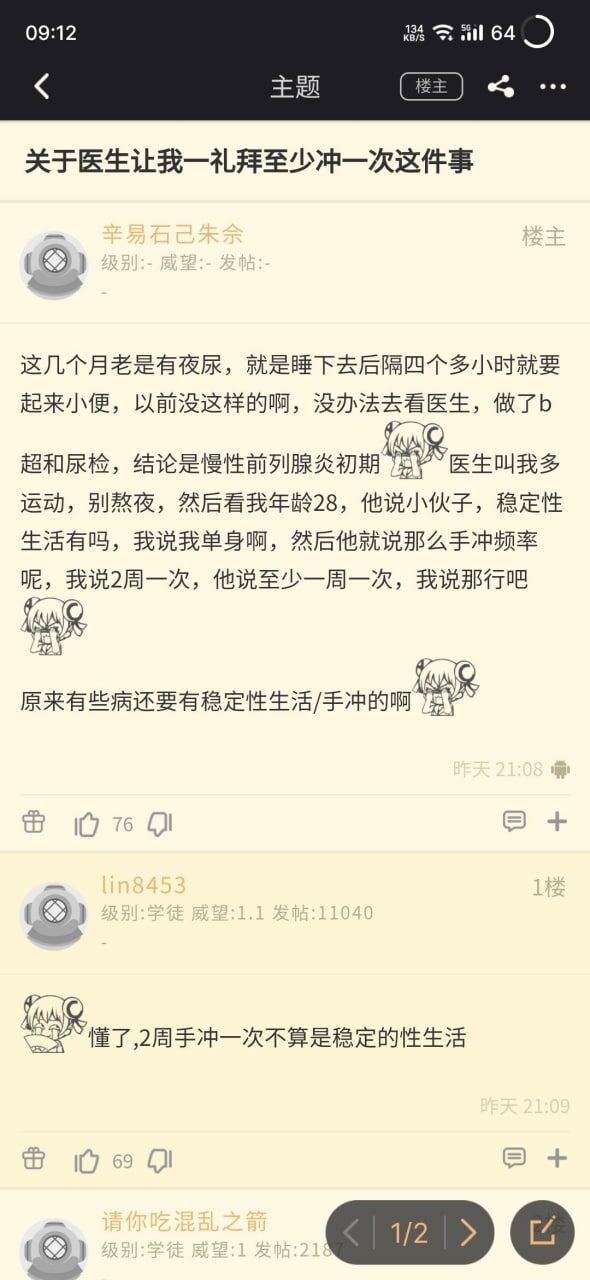 09:12
134 KB/S 5G 64
主题
楼主
关于医生让我一礼拜至少冲一次这件事
辛易石己朱佘
楼主
级别:- 威望:- 发帖:-
-
这几个月老是有夜尿，就是睡下去后隔四个多小时就要
起来小便，以前没这样的啊，没办法去看医生，做了b
超和尿检，结论是慢性前列腺炎初期 医生叫我多
运动，别熬夜，然后看我年龄28，他说小伙子，稳定性
生活有吗，我说我单身啊，然后他就说那么手冲频率
呢，我说2周一次，他说至少一周一次，我说那行吧
原来有些病还要有稳定性生活/手冲的啊
昨天 21:08
76
lin8453
1楼
级别:学徒 威望:1.1 发帖:11040
-
懂了,2周手冲一次不算是稳定的性生活
昨天 21:09
69
请你吃混乱之箭
级别:学徒 威望:1 发帖:2187
-
1/2